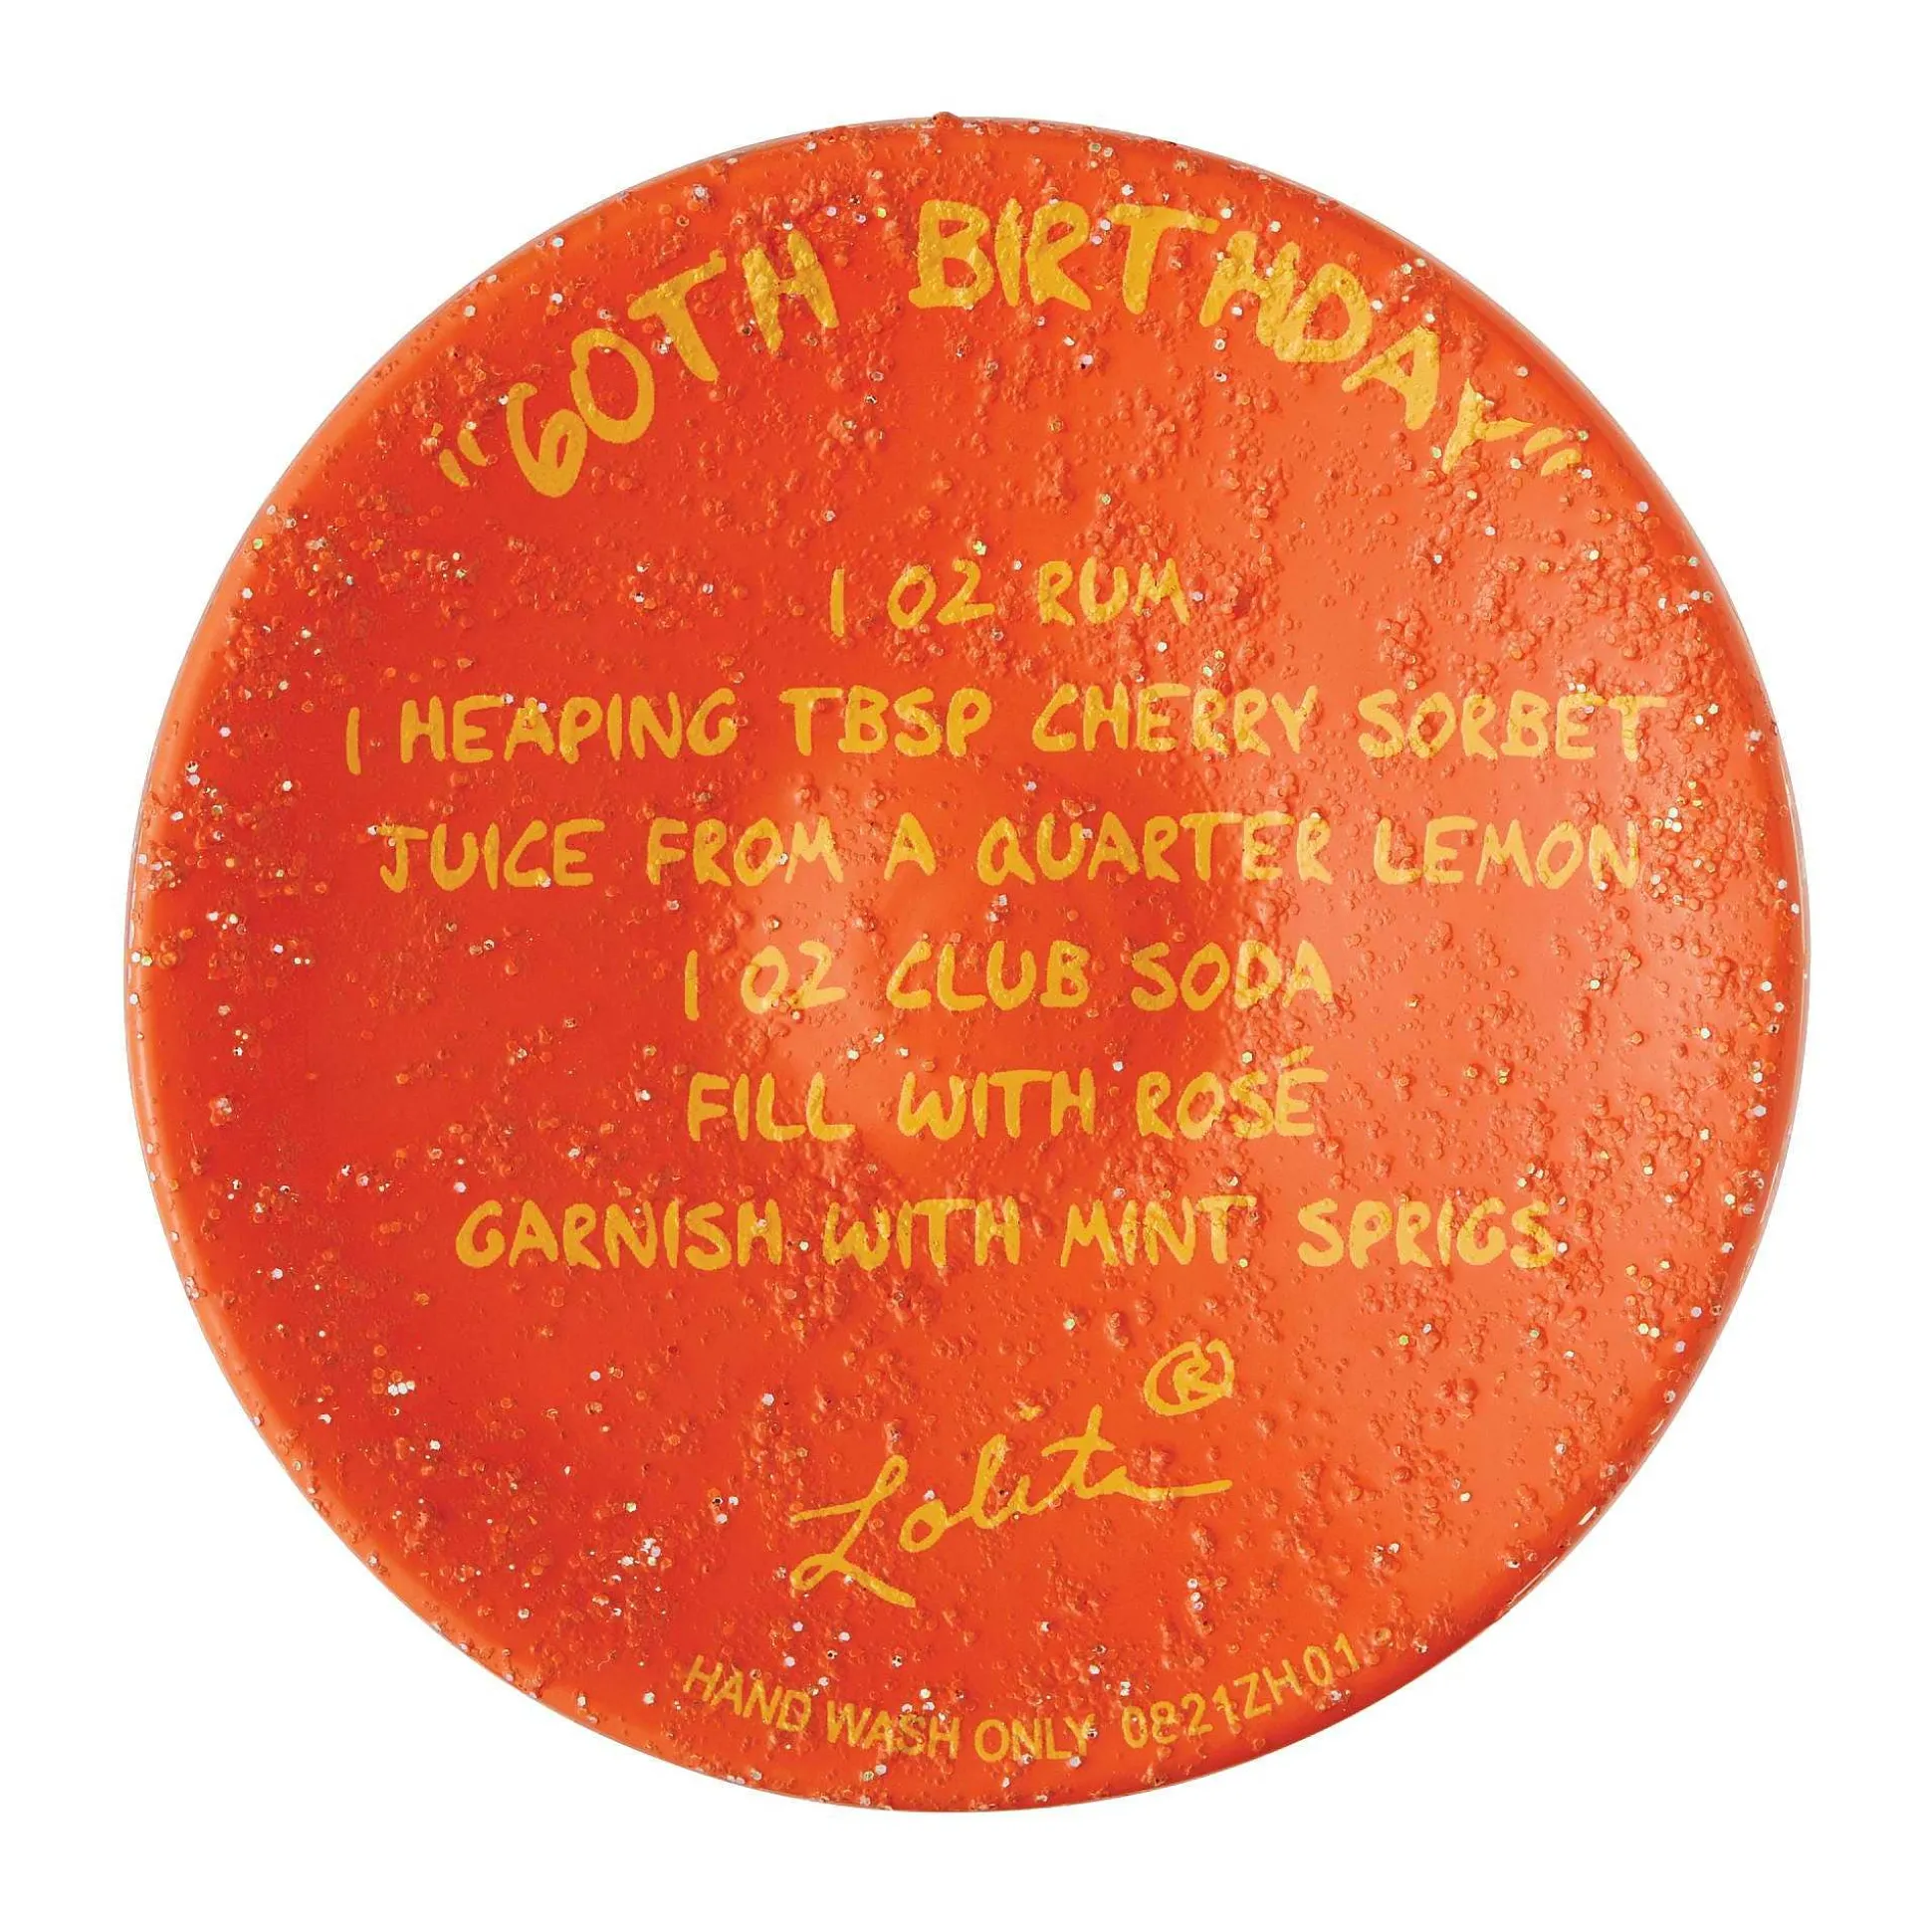 "60TH BIRTHDAY"
1 OZ RUM
1 HEAPING TBSP CHERRY SORBET
JUICE FROM A QUARTER LEMON
1 OZ CLUB SODA
FILL WITH ROSÉ
GARNISH WITH MINT SPRIGS
Lolita®
HAND WASH ONLY 0821ZH01